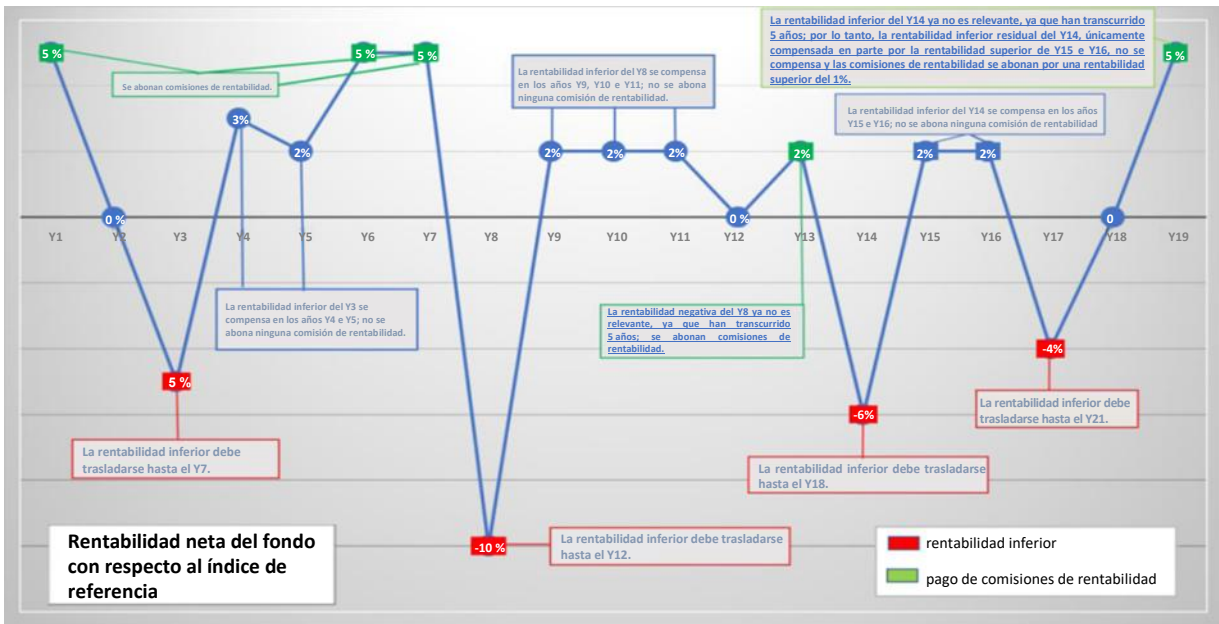 La rentabilidad inferior del Y14 ya no es relevante, ya que han transcurrido
5 años; por lo tanto, la rentabilidad inferior residual del Y14, únicamente
compensada en parte por la rentabilidad superior de Y15 e Y16, no se
compensa y las comisiones de rentabilidad se abonan por una rentabilidad
superior del 1%.
5 %
5 %
5 %
5 %
Se abonan comisiones de rentabilidad.
La rentabilidad inferior del Y8 se compensa
en los años Y9, Y10 e Y11; no se abona
ninguna comisión de rentabilidad.
La rentabilidad inferior del Y14 se compensa en los años
Y15 e Y16; no se abona ninguna comisión de rentabilidad
3%
2%
2%
2%
2%
2%
2%
2%
0 %
0 %
0
Y1
Y2
Y3
Y4
Y5
Y6
Y7
Y8
Y9
Y10
Y11
Y12
Y13
Y14
Y15
Y16
Y17
Y18
Y19
La rentabilidad inferior del Y3 se
compensa en los años Y4 e Y5; no se
abona ninguna comisión de rentabilidad.
La rentabilidad negativa del Y8 ya no es
relevante, ya que han transcurrido
5 años; se abonan comisiones de
rentabilidad.
5 %
-4%
-6%
La rentabilidad inferior debe
trasladarse hasta el Y21.
La rentabilidad inferior debe
trasladarse hasta el Y7.
La rentabilidad inferior debe trasladarse
hasta el Y18.
-10 %
La rentabilidad inferior debe trasladarse
hasta el Y12.
Rentabilidad neta del fondo
con respecto al índice de
referencia
rentabilidad inferior
pago de comisiones de rentabilidad